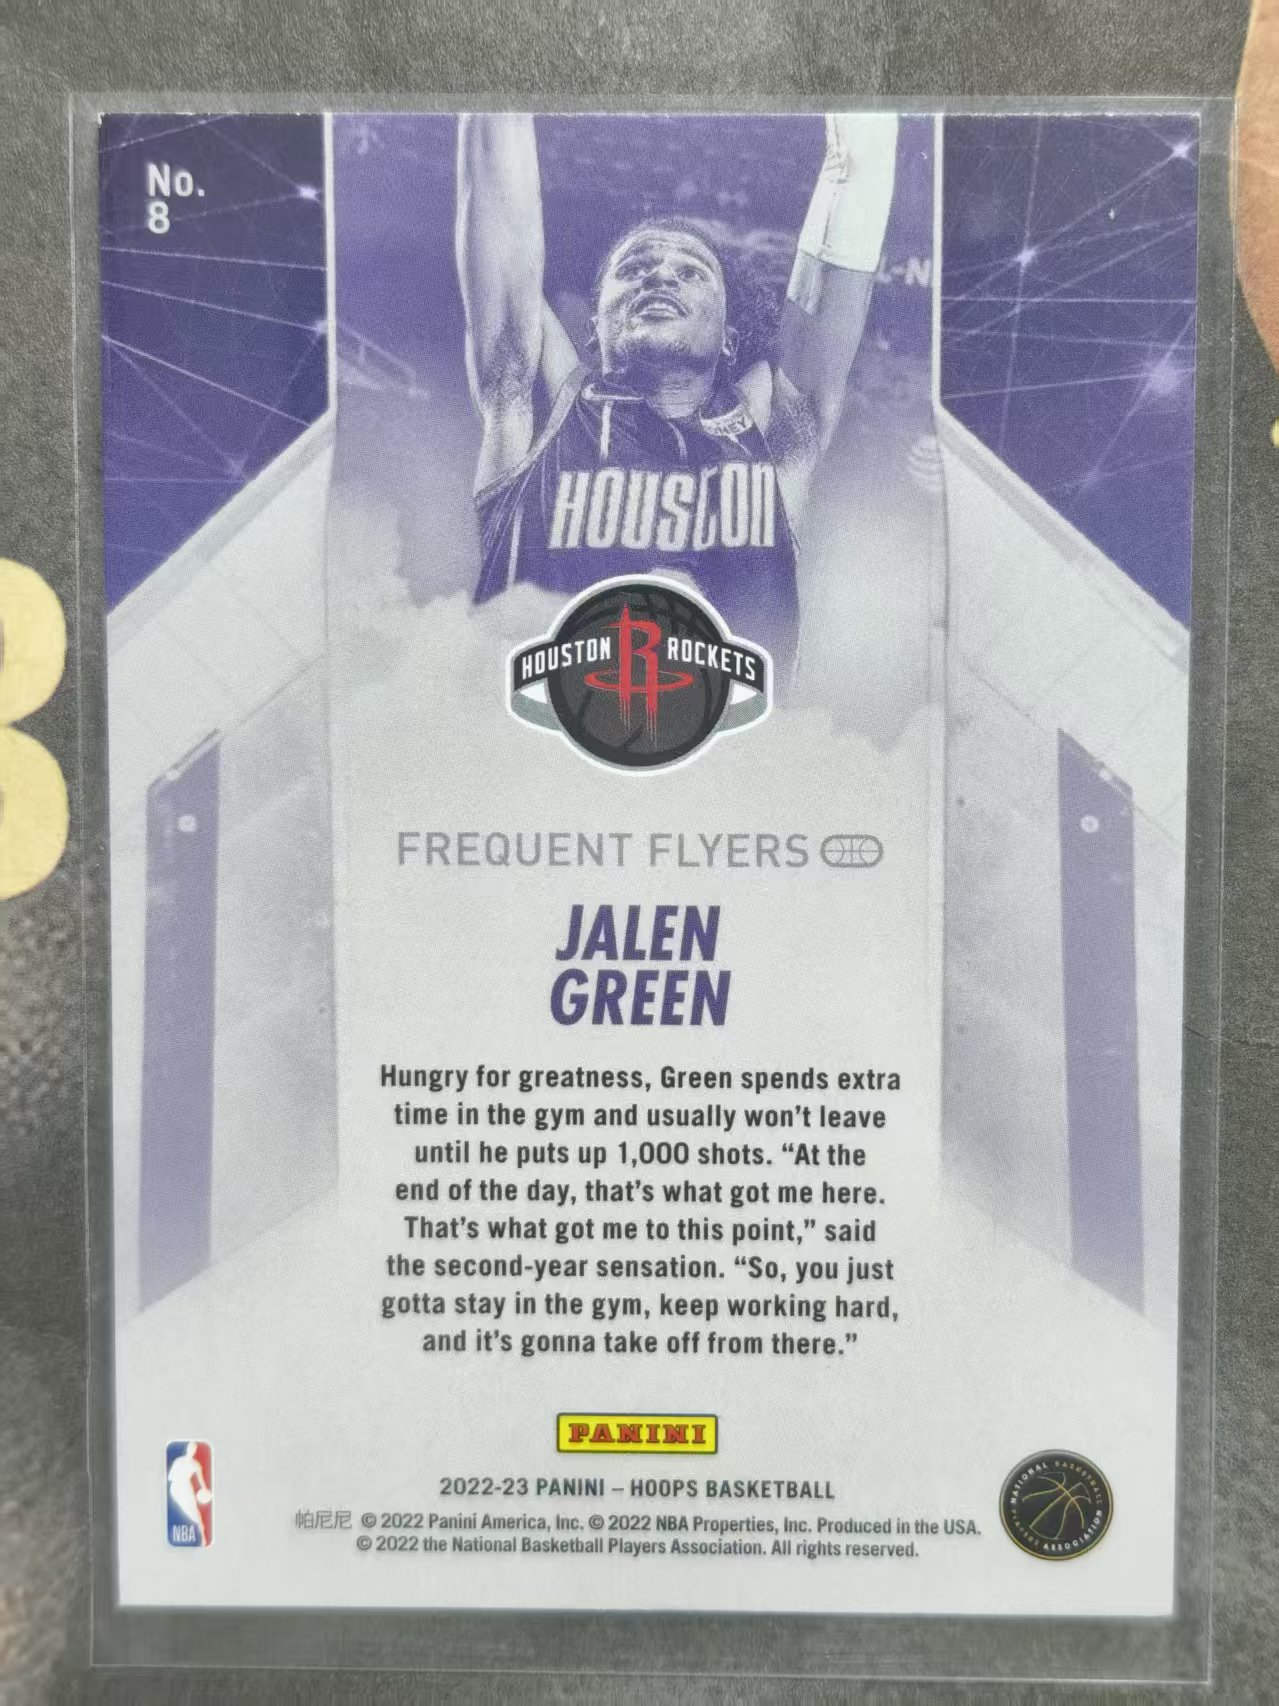 No.
8
L-N
HOUSTON
HOUSTON ROCKETS
FREQUENT FLYERS
JALEN
GREEN
Hungry for greatness, Green spends extra
time in the gym and usually won't leave
until he puts up 1,000 shots. “At the
end of the day, that's what got me here.
That's what got me to this point,” said
the second-year sensation. “So, you just
gotta stay in the gym, keep working hard,
and it's gonna take off from there.”
PANINI
2022-23 PANINI – HOOPS BASKETBALL
帕尼尼 © 2022 Panini America, Inc. © 2022 NBA Properties, Inc. Produced in the USA.
© 2022 the National Basketball Players Association. All rights reserved.
NBA
NATIONAL BASKETBALL PLAYERS ASSOCIATION